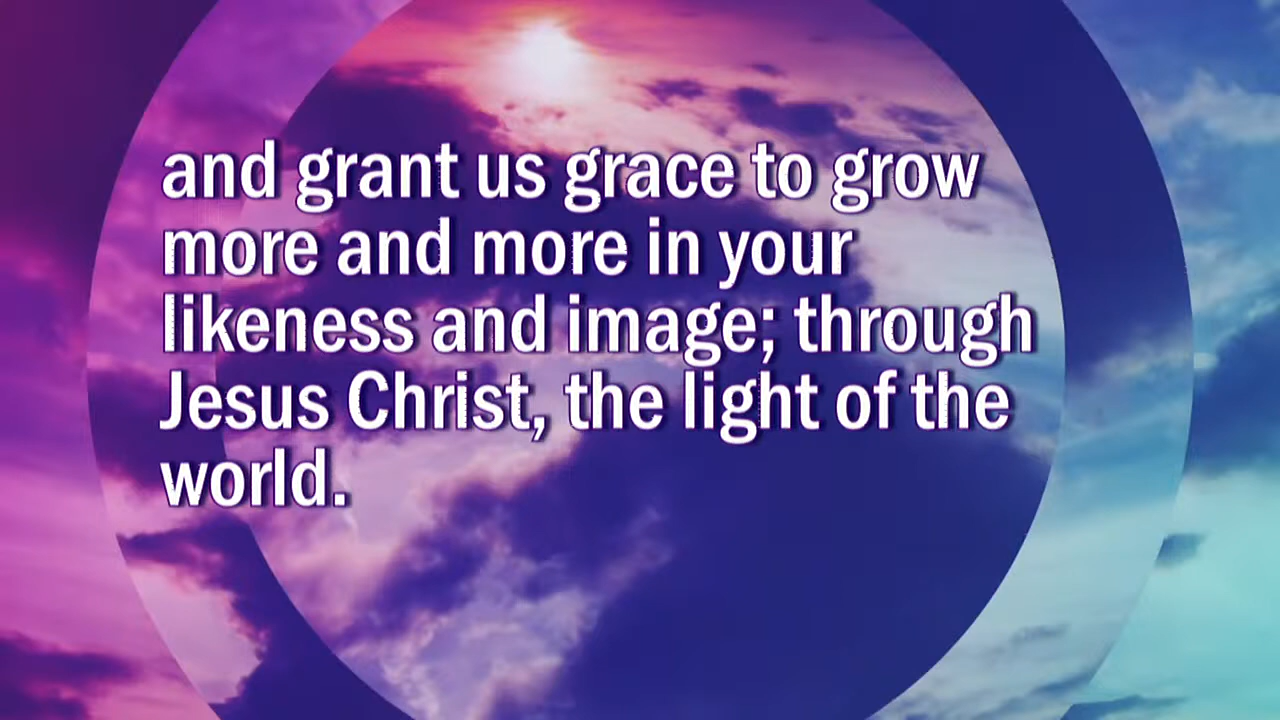 and grant us grace to grow
more and more in your
likeness and image; through
Jesus Christ, the light of the
world.